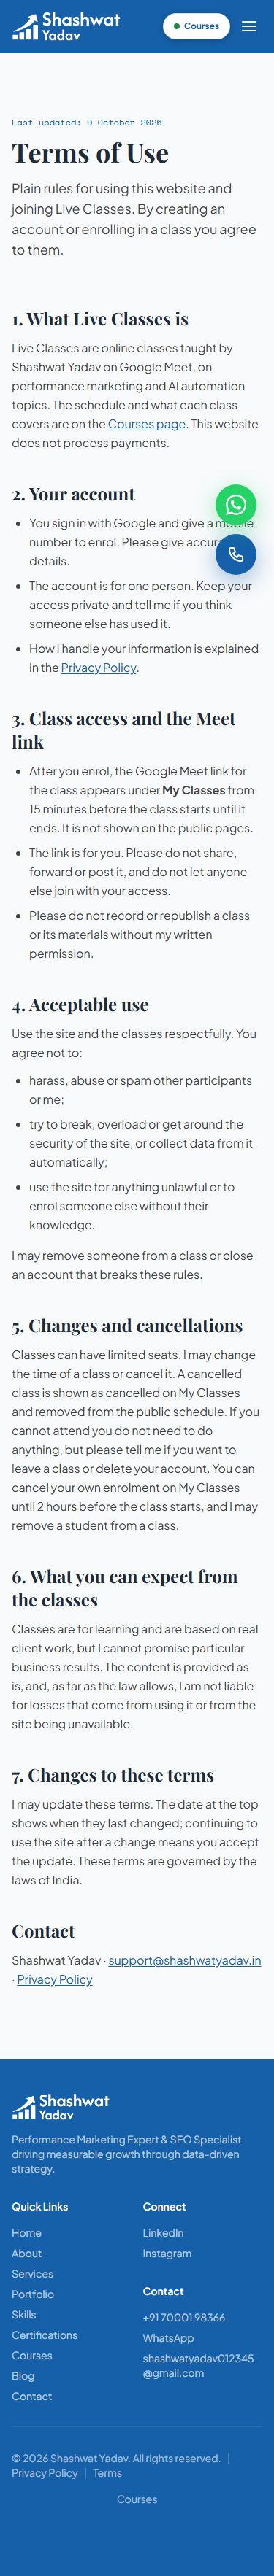 Shashwat
Yadav
Courses
Last updated: 9 October 2026
Terms of Use
Plain rules for using this website and
joining Live Classes. By creating an
account or enrolling in a class you agree
to them.
1. What Live Classes is
Live Classes are online classes taught by
Shashwat Yadav on Google Meet, on
performance marketing and AI automation
topics. The schedule and what each class
covers are on the Courses page. This website
does not process payments.
2. Your account
You sign in with Google and give a mobile
number to enrol. Please give accurate
details.
The account is for one person. Keep your
access private and tell me if you think
someone else has used it.
How I handle your information is explained
in the Privacy Policy.
3. Class access and the Meet
link
After you enrol, the Google Meet link for
the class appears under My Classes from
15 minutes before the class starts until it
ends. It is not shown on the public pages.
The link is for you. Please do not share,
forward or post it, and do not let anyone
else join with your access.
Please do not record or republish a class
or its materials without my written
permission.
4. Acceptable use
Use the site and the classes respectfully. You
agree not to:
harass, abuse or spam other participants
or me;
try to break, overload or get around the
security of the site, or collect data from it
automatically;
use the site for anything unlawful or to
enrol someone else without their
knowledge.
I may remove someone from a class or close
an account that breaks these rules.
5. Changes and cancellations
Classes can have limited seats. I may change
the time of a class or cancel it. A cancelled
class is shown as cancelled on My Classes
and removed from the public schedule. If you
cannot attend you do not need to do
anything, but please tell me if you want to
leave a class or delete your account. You can
cancel your own enrolment on My Classes
until 2 hours before the class starts, and I may
remove a student from a class.
6. What you can expect from
the classes
Classes are for learning and are based on real
client work, but I cannot promise particular
business results. The content is provided as
is, and, as far as the law allows, I am not liable
for losses that come from using it or from the
site being unavailable.
7. Changes to these terms
I may update these terms. The date at the top
shows when they last changed; continuing to
use the site after a change means you accept
the update. These terms are governed by the
laws of India.
Contact
Shashwat Yadav · support@shashwatyadav.in
· Privacy Policy
Shashwat
Yadav
Performance Marketing Expert & SEO Specialist
driving measurable growth through data-driven
strategy.
Quick Links
Home
About
Services
Portfolio
Skills
Certifications
Courses
Blog
Contact
Connect
LinkedIn
Instagram
Contact
+91 70001 98366
WhatsApp
shashwatyadav012345
@gmail.com
© 2026 Shashwat Yadav. All rights reserved. |
Privacy Policy | Terms
Courses